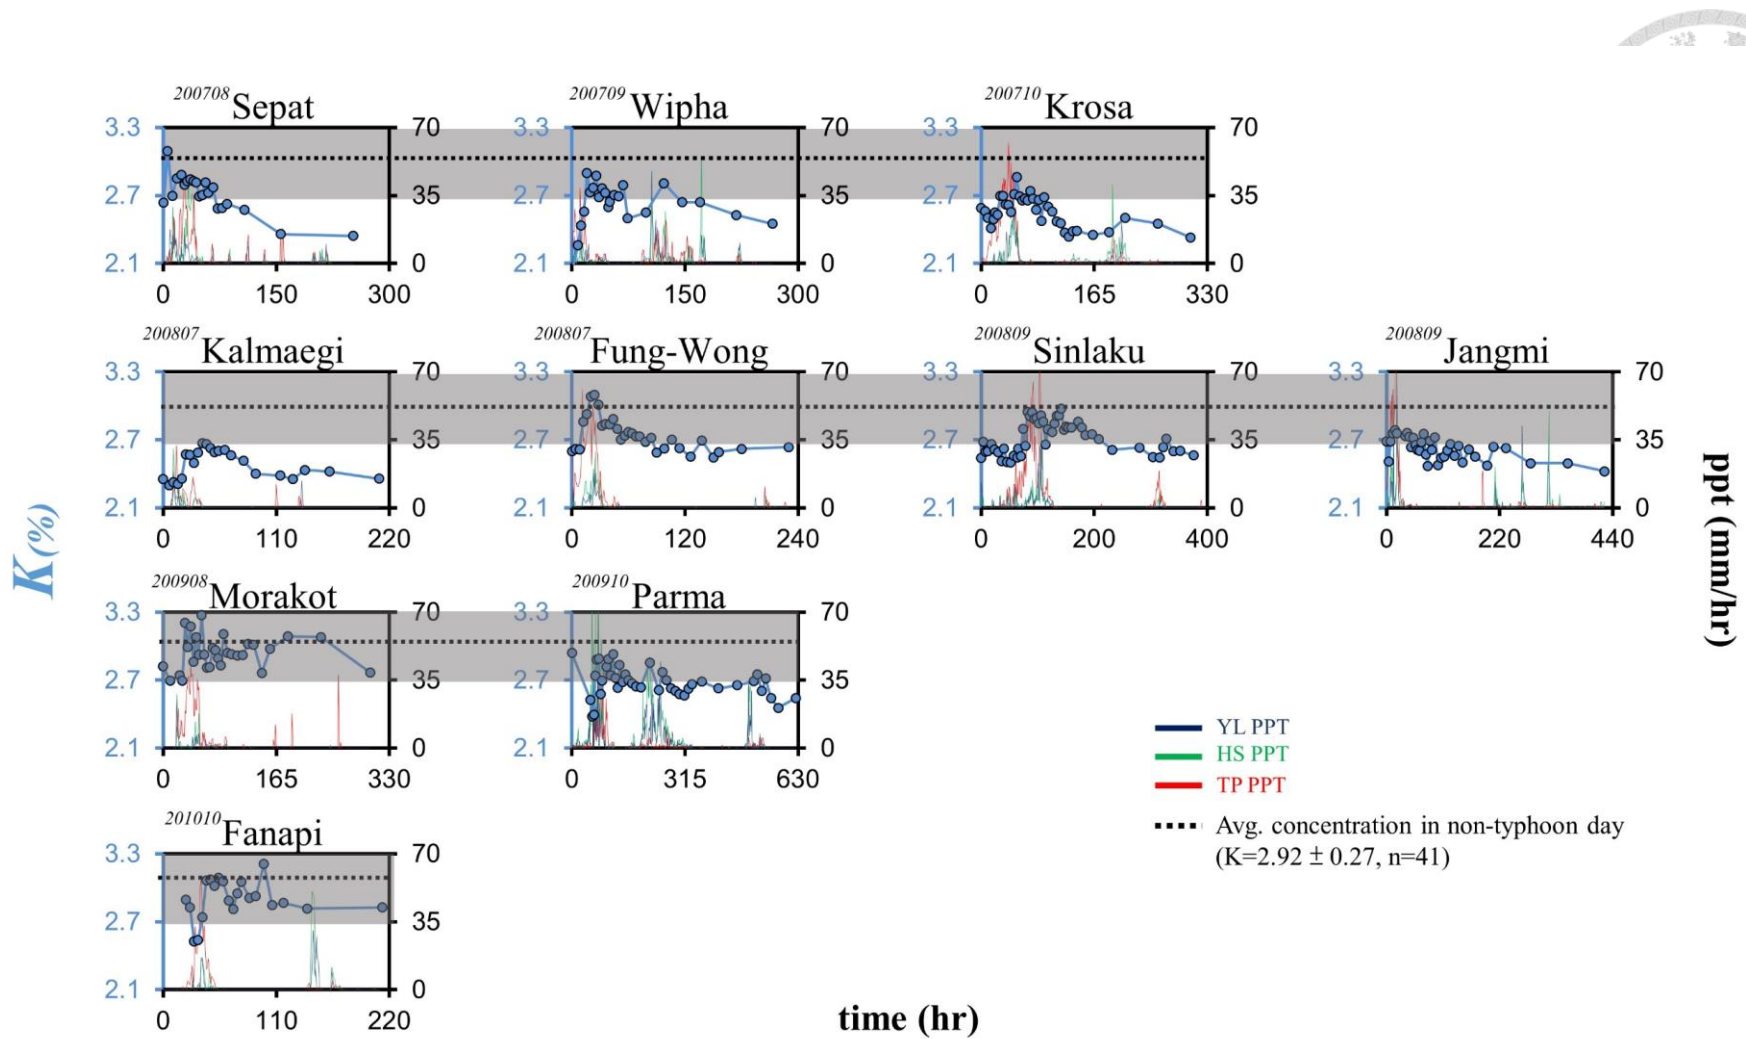 200708 Sepat
200709 Wipha
200710 Krosa
3.3 70 3.3 3.3 70
2.7 35 2.7 2.7 35
2.1 0 2.1 2.1 0
0 150 300 0 150 300 0 165 330
200807 Kalmaegi
200807 Fung-Wong
200809 Sinlaku
200809 Jangmi
3.3 70 3.3 3.3 70 3.3 70
2.7 35 2.7 2.7 35 2.7 35
2.1 0 2.1 2.1 0 2.1 0
0 110 220 0 120 240 0 200 400 0 220 440
K(%)
ppt (mm/hr)
200908 Morakot
200910 Parma
3.3 70 3.3 70
2.7 35 2.7 35
2.1 0 2.1 0
0 165 330 0 315 630
YL PPT
HS PPT
TP PPT
Avg. concentration in non-typhoon day
(K=2.92 ± 0.27, n=41)
201010 Fanapi
3.3 70
2.7 35
2.1 0
0 110 220
time (hr)